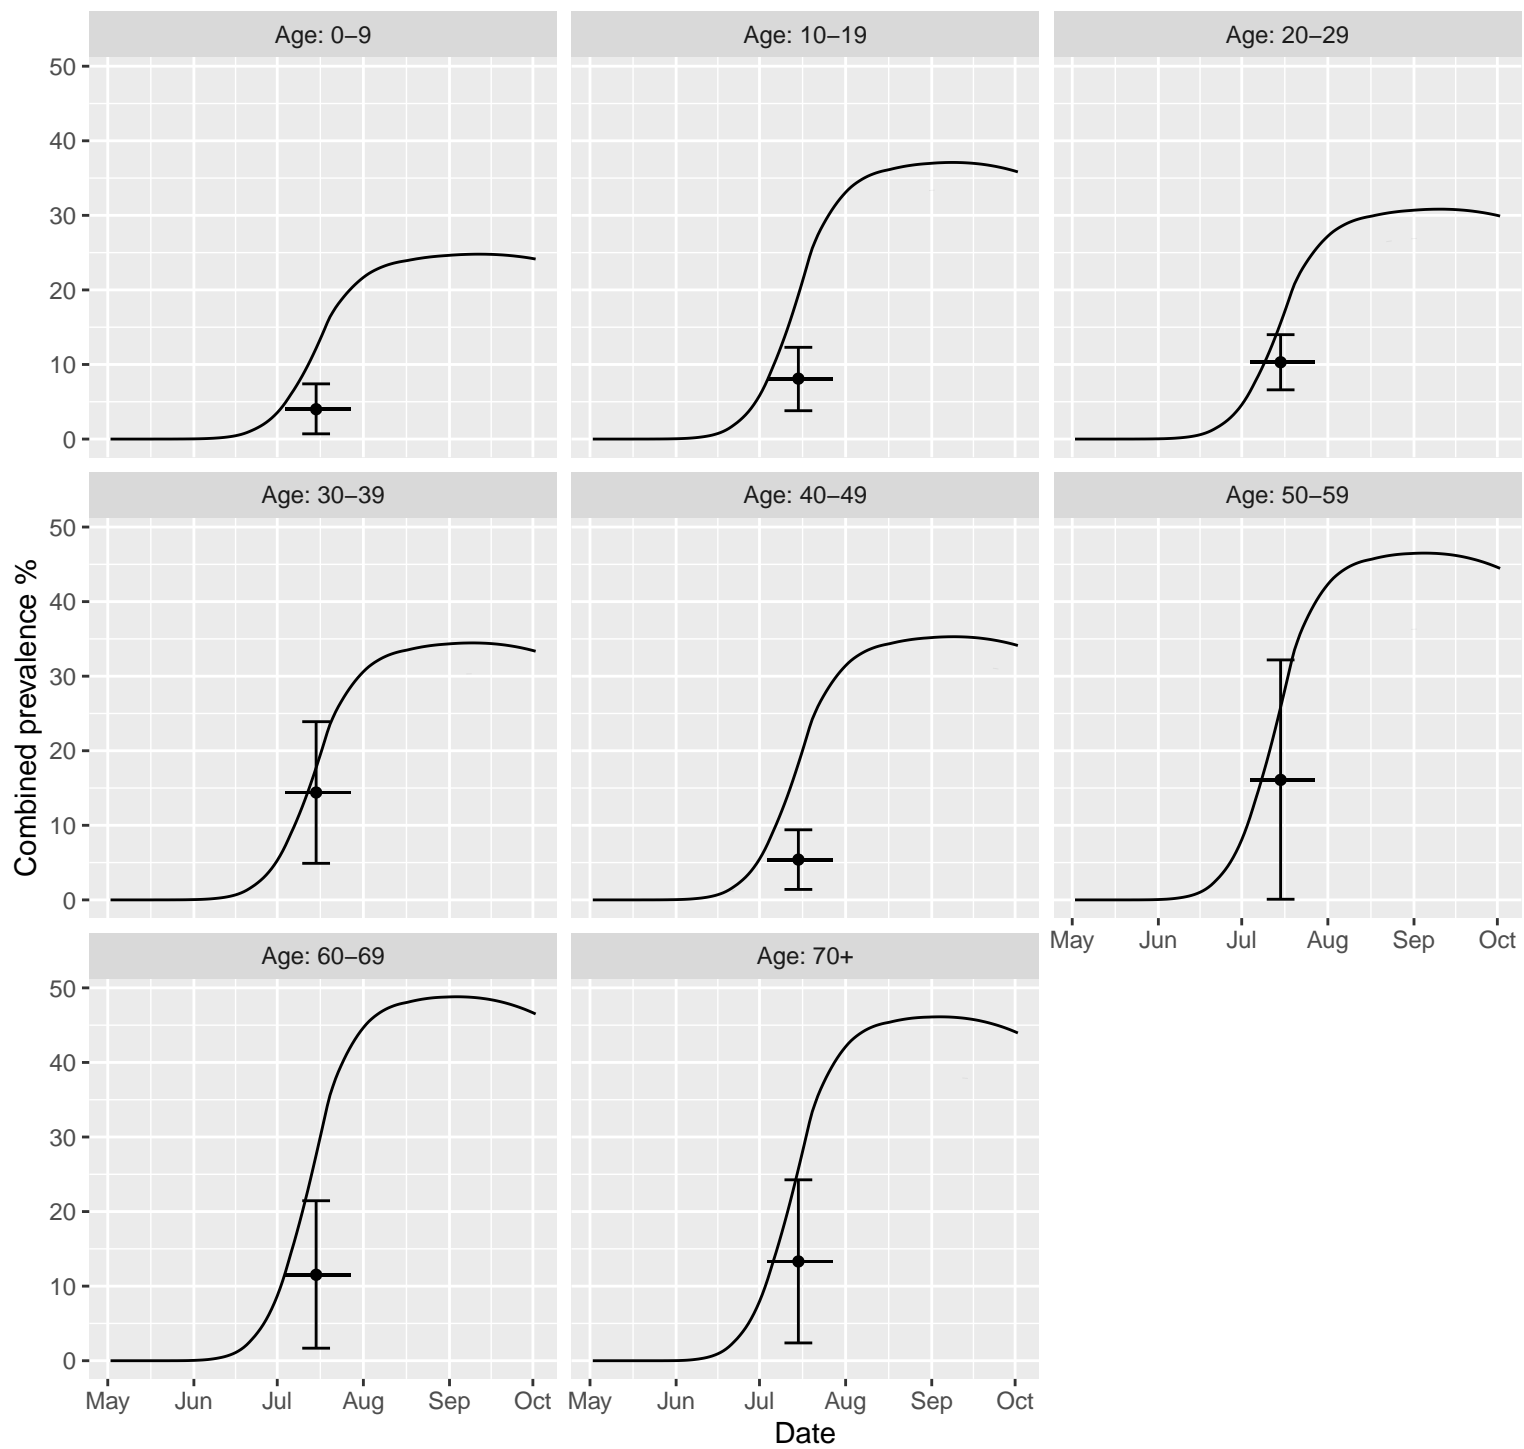 Age: 0–9
Age: 10–19
Age: 20–29
50
40
30
20
10
0
Age: 30–39
Age: 40–49
Age: 50–59
50
40
30
20
10
0
May Jun Jul Aug Sep Oct
Combined prevalence %
Age: 60–69
Age: 70+
50
40
30
20
10
0
May Jun Jul Aug Sep Oct
May Jun Jul Aug Sep Oct
Date